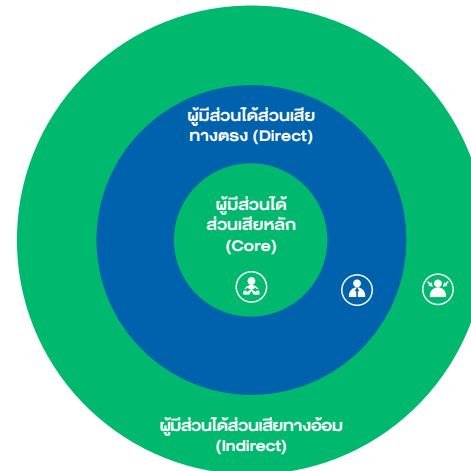 ผู้มีส่วนได้ส่วนเสีย
ทางตรง (Direct)
ผู้มีส่วนได้
ส่วนเสียหลัก
(Core)
ผู้มีส่วนได้ส่วนเสียทางอ้อม
(Indirect)